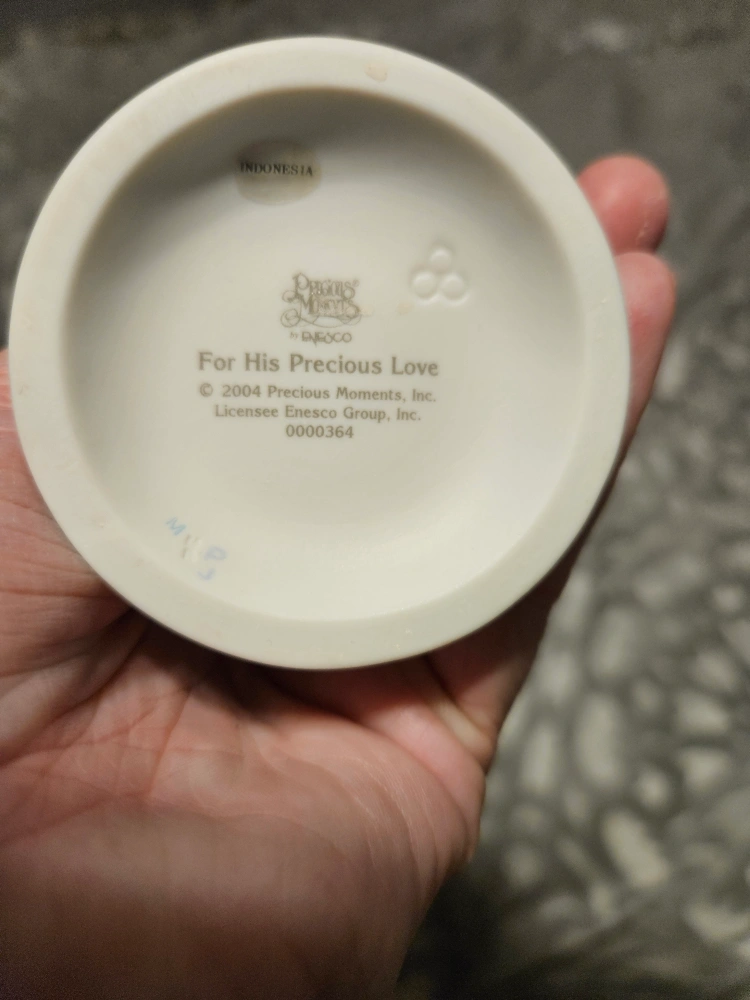 INDONESIA
PRECIOUS
MOMENTS®
by ENESCO
For His Precious Love
© 2004 Precious Moments, Inc.
Licensee Enesco Group, Inc.
0000364